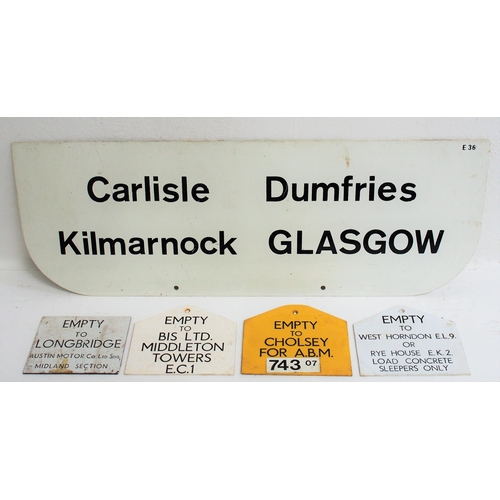 E 36
Carlisle Dumfries
Kilmarnock GLASGOW
EMPTY
TO
LONGBRIDGE
AUSTIN MOTOR Co Ltd Sdg
MIDLAND SECTION
EMPTY
TO
BIS LTD.
MIDDLETON
TOWERS
E.C.1
EMPTY
TO
CHOLSEY
FOR A.B.M.
743 07
EMPTY
TO
WEST HORNDON E.L.9.
OR
RYE HOUSE E.K.2.
LOAD CONCRETE
SLEEPERS ONLY